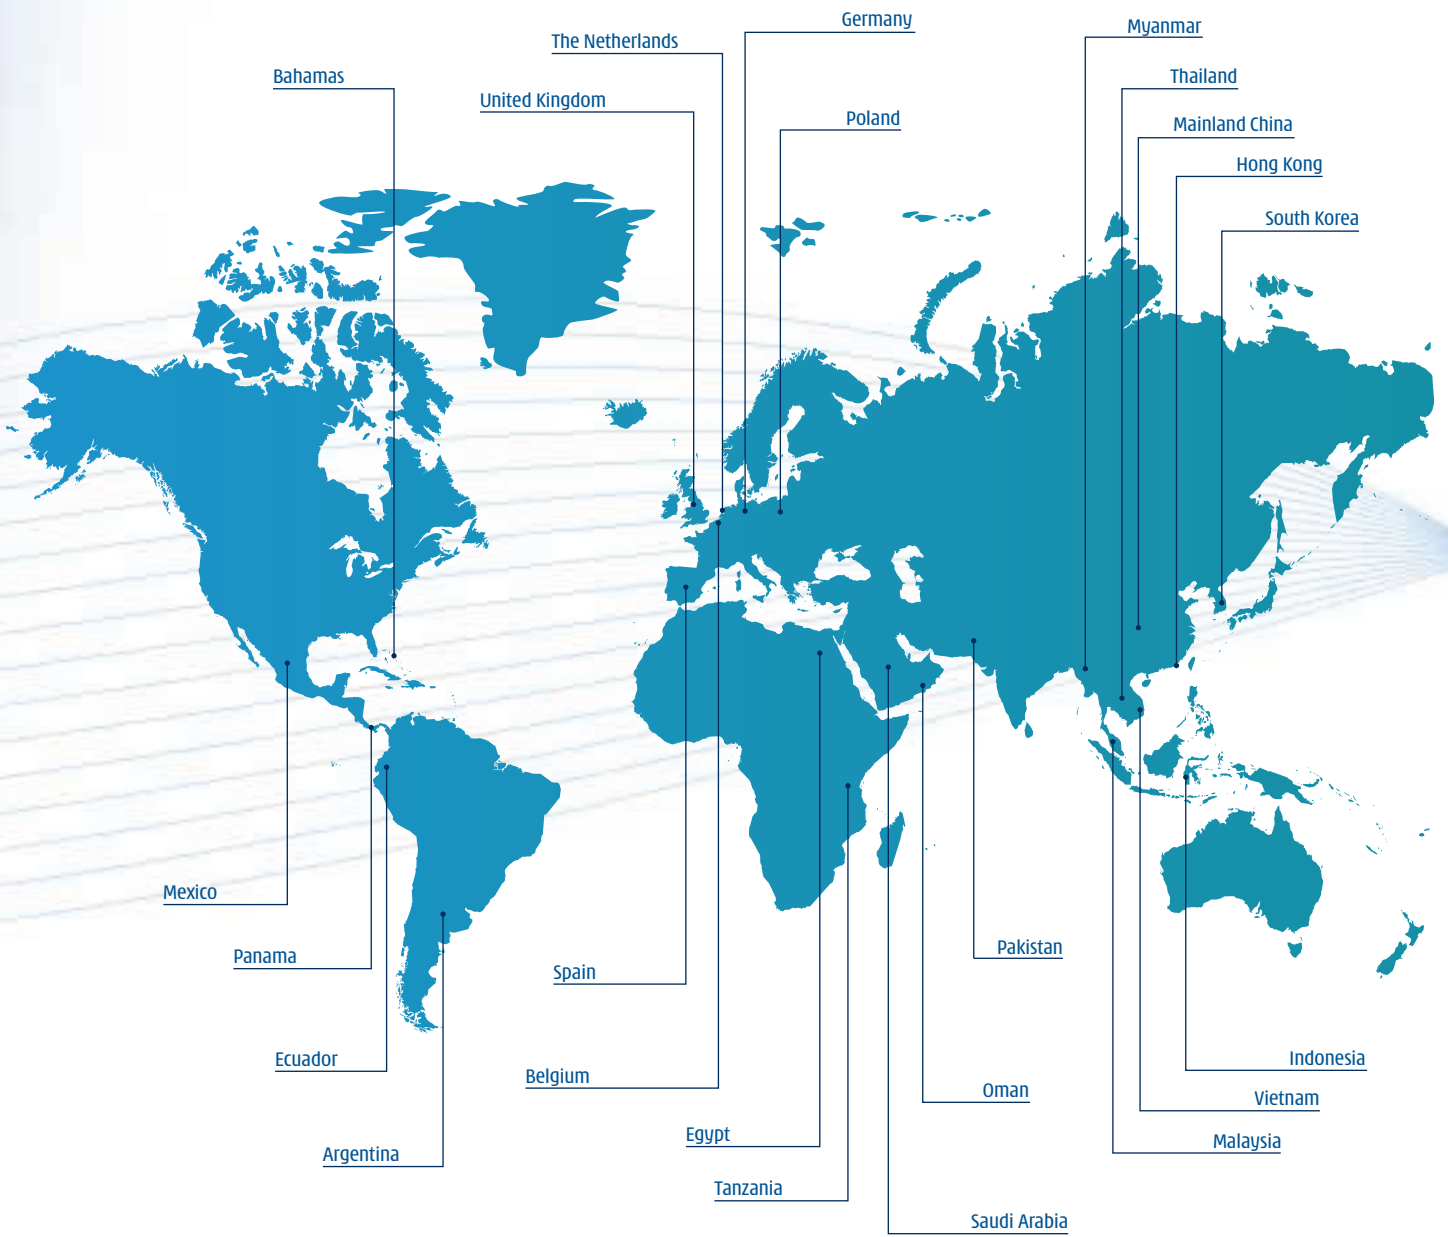 Germany
Myanmar
The Netherlands
Bahamas
Thailand
United Kingdom
Poland
Mainland China
Hong Kong
South Korea
Mexico
Panama
Pakistan
Spain
Ecuador
Indonesia
Belgium
Oman
Vietnam
Egypt
Malaysia
Argentina
Tanzania
Saudi Arabia